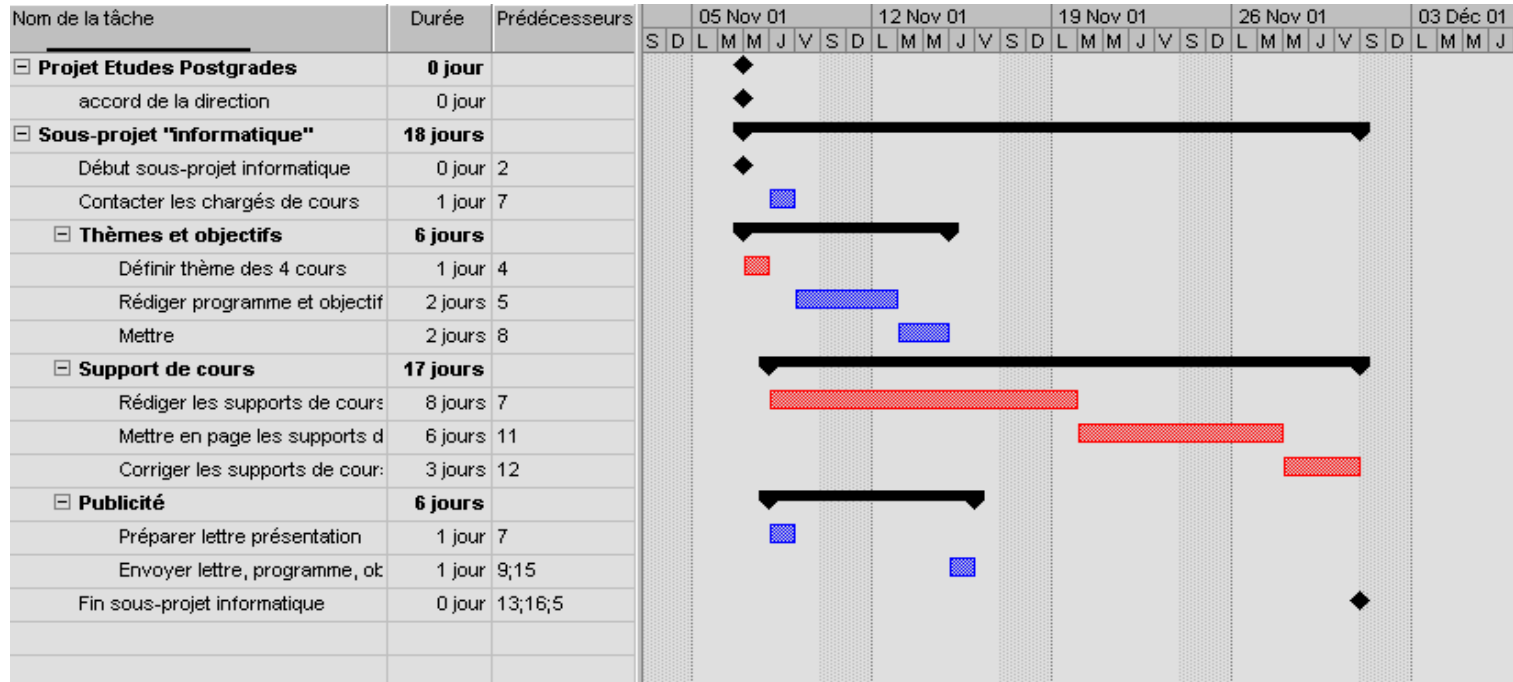 Nom de la tâche Durée Prédécesseurs 05 Nov 01 12 Nov 01 19 Nov 01 26 Nov 01 03 Déc 01
S D L M M J V S D L M M J V S D L M M J V S D L M M J V S D L M M J
Projet Etudes Postgrades 0 jour
accord de la direction 0 jour
Sous-projet "informatique" 18 jours
Début sous-projet informatique 0 jour 2
Contacter les chargés de cours 1 jour 7
Thèmes et objectifs 6 jours
Définir thème des 4 cours 1 jour 4
Rédiger programme et objectif 2 jours 5
Mettre 2 jours 8
Support de cours 17 jours
Rédiger les supports de cours 8 jours 7
Mettre en page les supports d 6 jours 11
Corriger les supports de cour 3 jours 12
Publicité 6 jours
Préparer lettre présentation 1 jour 7
Envoyer lettre, programme, ob 1 jour 9;15
Fin sous-projet informatique 0 jour 13;16;5